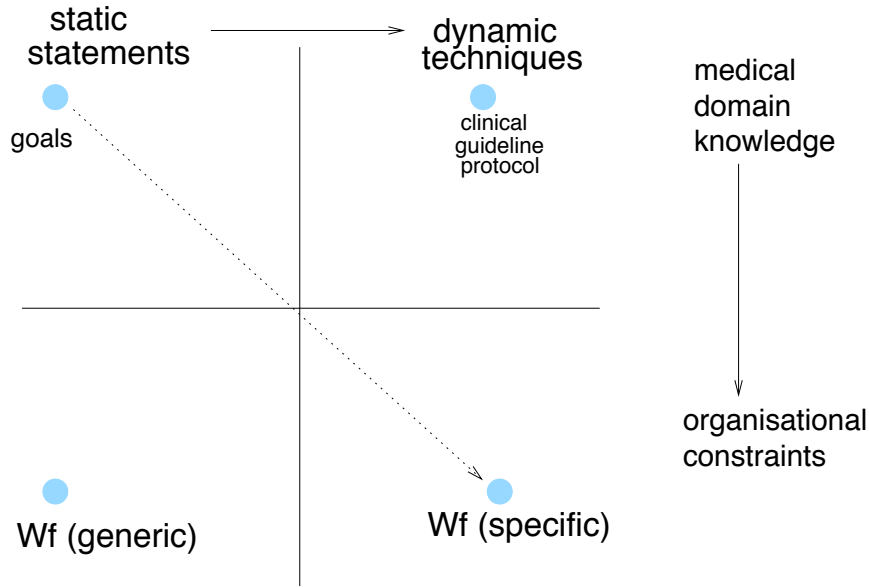 static
statements
dynamic
techniques
goals
clinical
guideline
protocol
medical
domain
knowledge
organisational
constraints
Wf (generic)
Wf (specific)